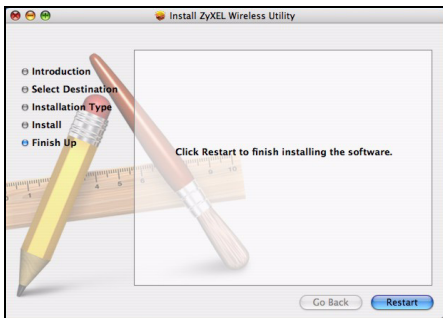 Install ZyXEL Wireless Utility
Introduction
Select Destination
Installation Type
Install
Finish Up
Click Restart to finish installing the software.
Go Back
Restart